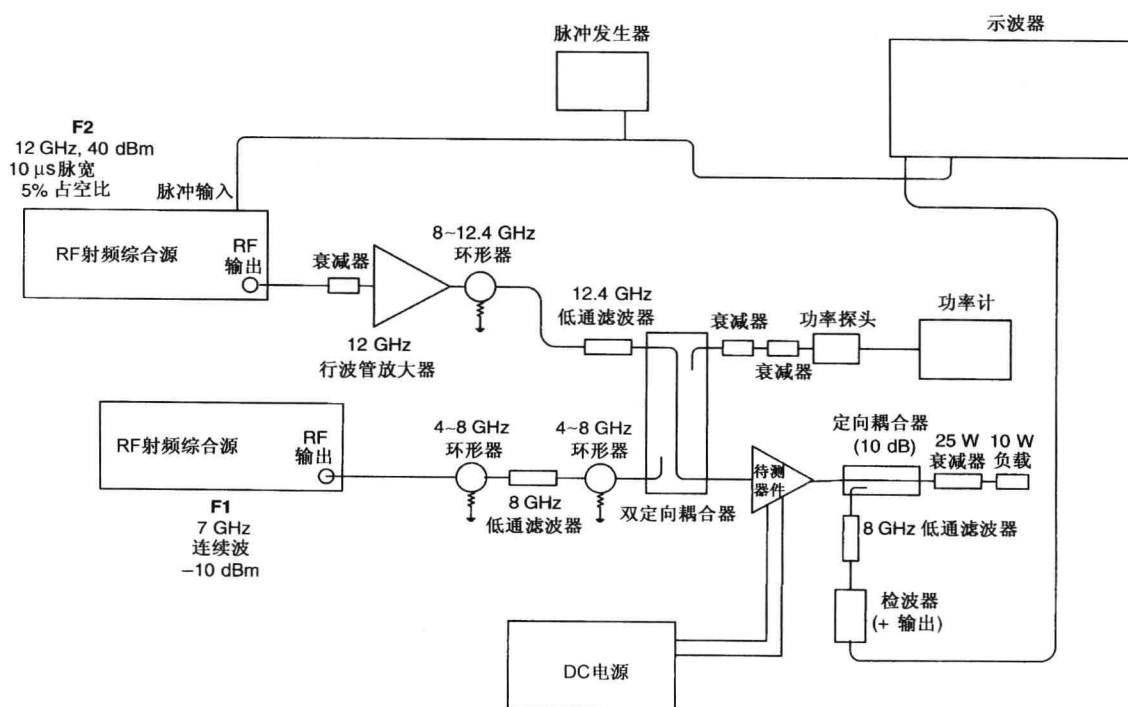 脉冲发生器
示波器
F2
12 GHz, 40 dBm
10 μs脉宽
5% 占空比
脉冲输入
RF射频综合源
RF
输出
衰减器
8~12.4 GHz
环形器
12 GHz
行波管放大器
12.4 GHz
低通滤波器
衰减器
衰减器
功率探头
功率计
RF射频综合源
RF
输出
F1
7 GHz
连续波
−10 dBm
4~8 GHz
环形器
8 GHz
低通滤波器
4~8 GHz
环形器
双定向耦合器
待测
器件
定向耦合器
(10 dB)
25 W
衰减器
10 W
负载
8 GHz 低通滤波器
检波器
(+ 输出)
DC电源